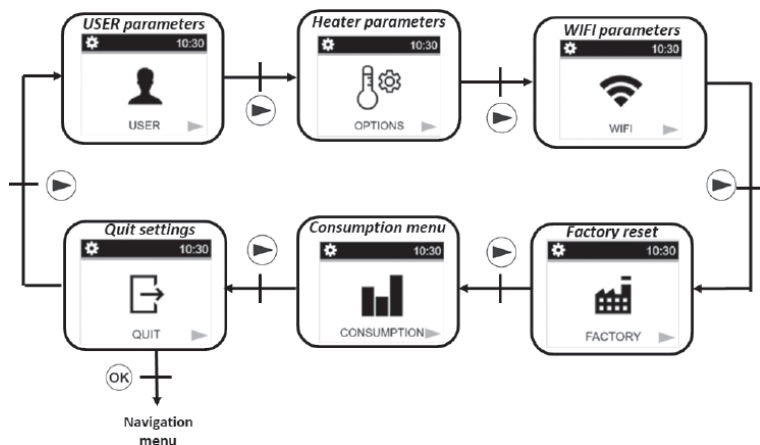 USER parameters
10:30
USER
Heater parameters
10:30
OPTIONS
WIFI parameters
10:30
WIFI
Factory reset
10:30
FACTORY
Consumption menu
10:30
CONSUMPTION
Quit settings
10:30
QUIT
OK
Navigation
menu